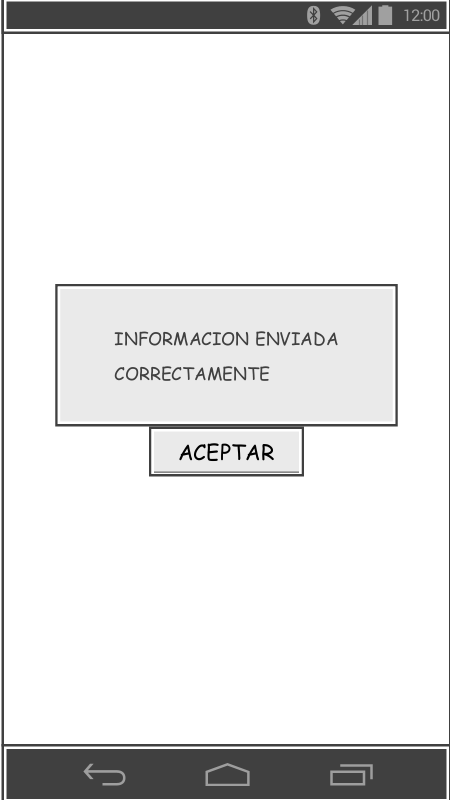 12:00
INFORMACION ENVIADA
CORRECTAMENTE
ACEPTAR